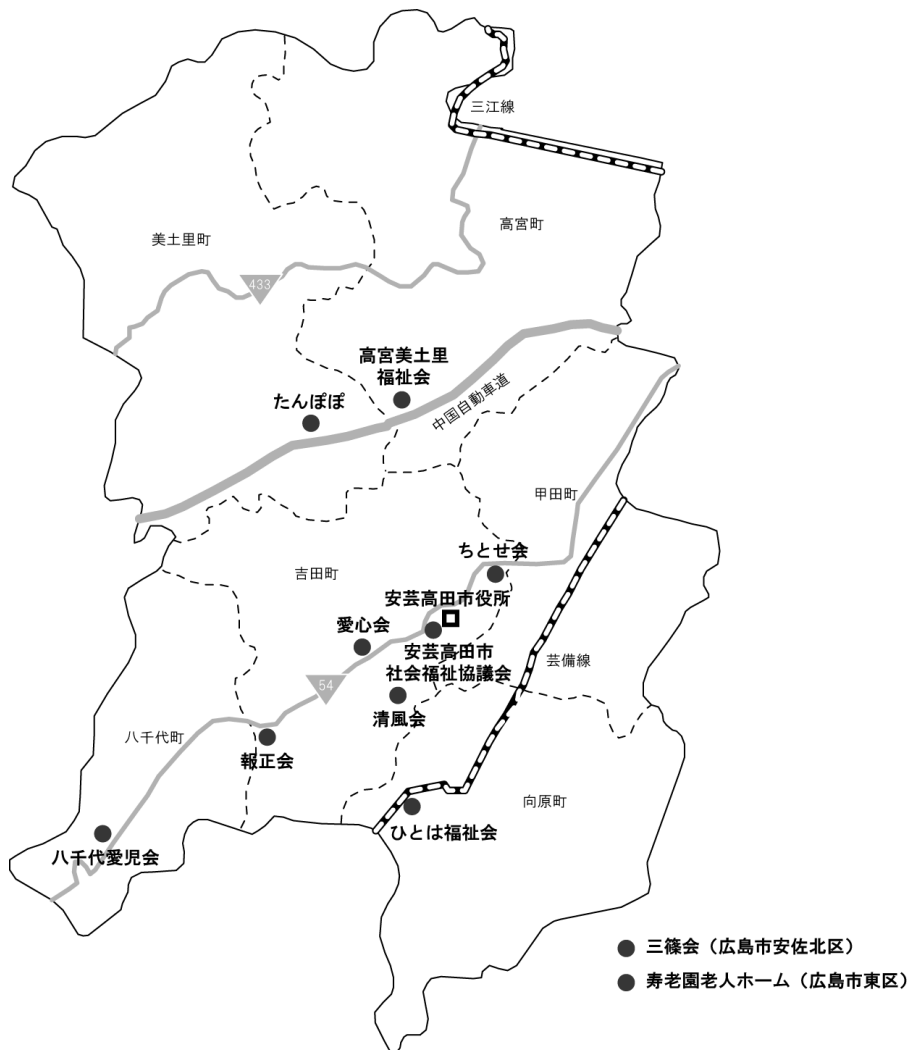 三江線
高宮町
美土里町
433
高宮美土里
福祉会
たんぽぽ
中国自動車道
甲田町
ちとせ会
吉田町
安芸高田市役所
愛心会
安芸高田市
社会福祉協議会
芸備線
54
清風会
八千代町
報正会
向原町
ひとは福祉会
八千代愛児会
三篠会（広島市安佐北区）
寿老園老人ホーム（広島市東区）